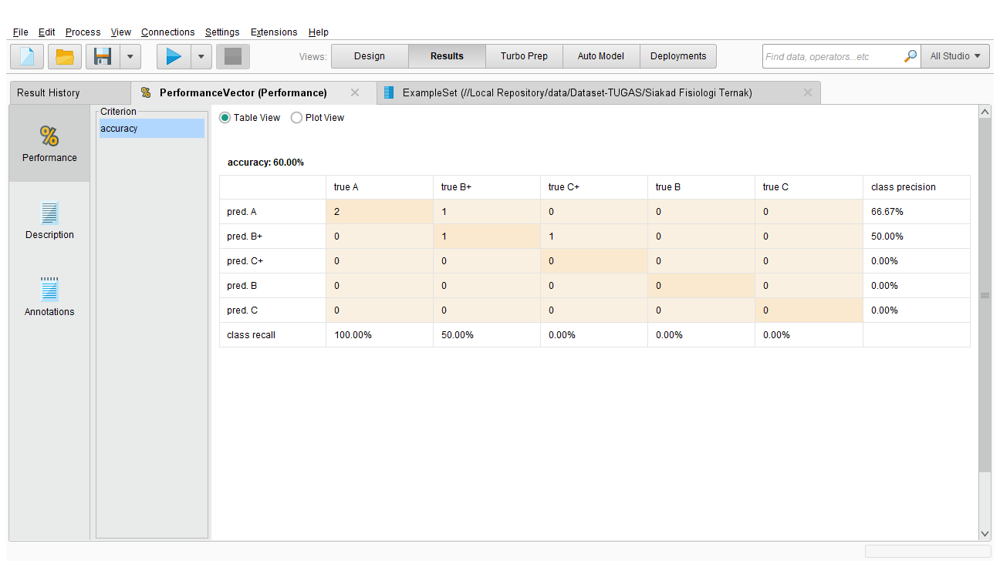 File Edit Process View Connections Settings Extensions Help
Views: Design Results Turbo Prep Auto Model Deployments Find data, operators...etc All Studio
Result History PerformanceVector (Performance) ExampleSet (//Local Repository/data/Dataset-TUGAS/Siakad Fisiologi Ternak)
Performance
Description
Annotations
Criterion
accuracy
Table View Plot View
accuracy: 60.00%
true A true B+ true C+ true B true C class precision
pred. A 2 1 0 0 0 66.67%
pred. B+ 0 1 1 0 0 50.00%
pred. C+ 0 0 0 0 0 0.00%
pred. B 0 0 0 0 0 0.00%
pred. C 0 0 0 0 0 0.00%
class recall 100.00% 50.00% 0.00% 0.00% 0.00%